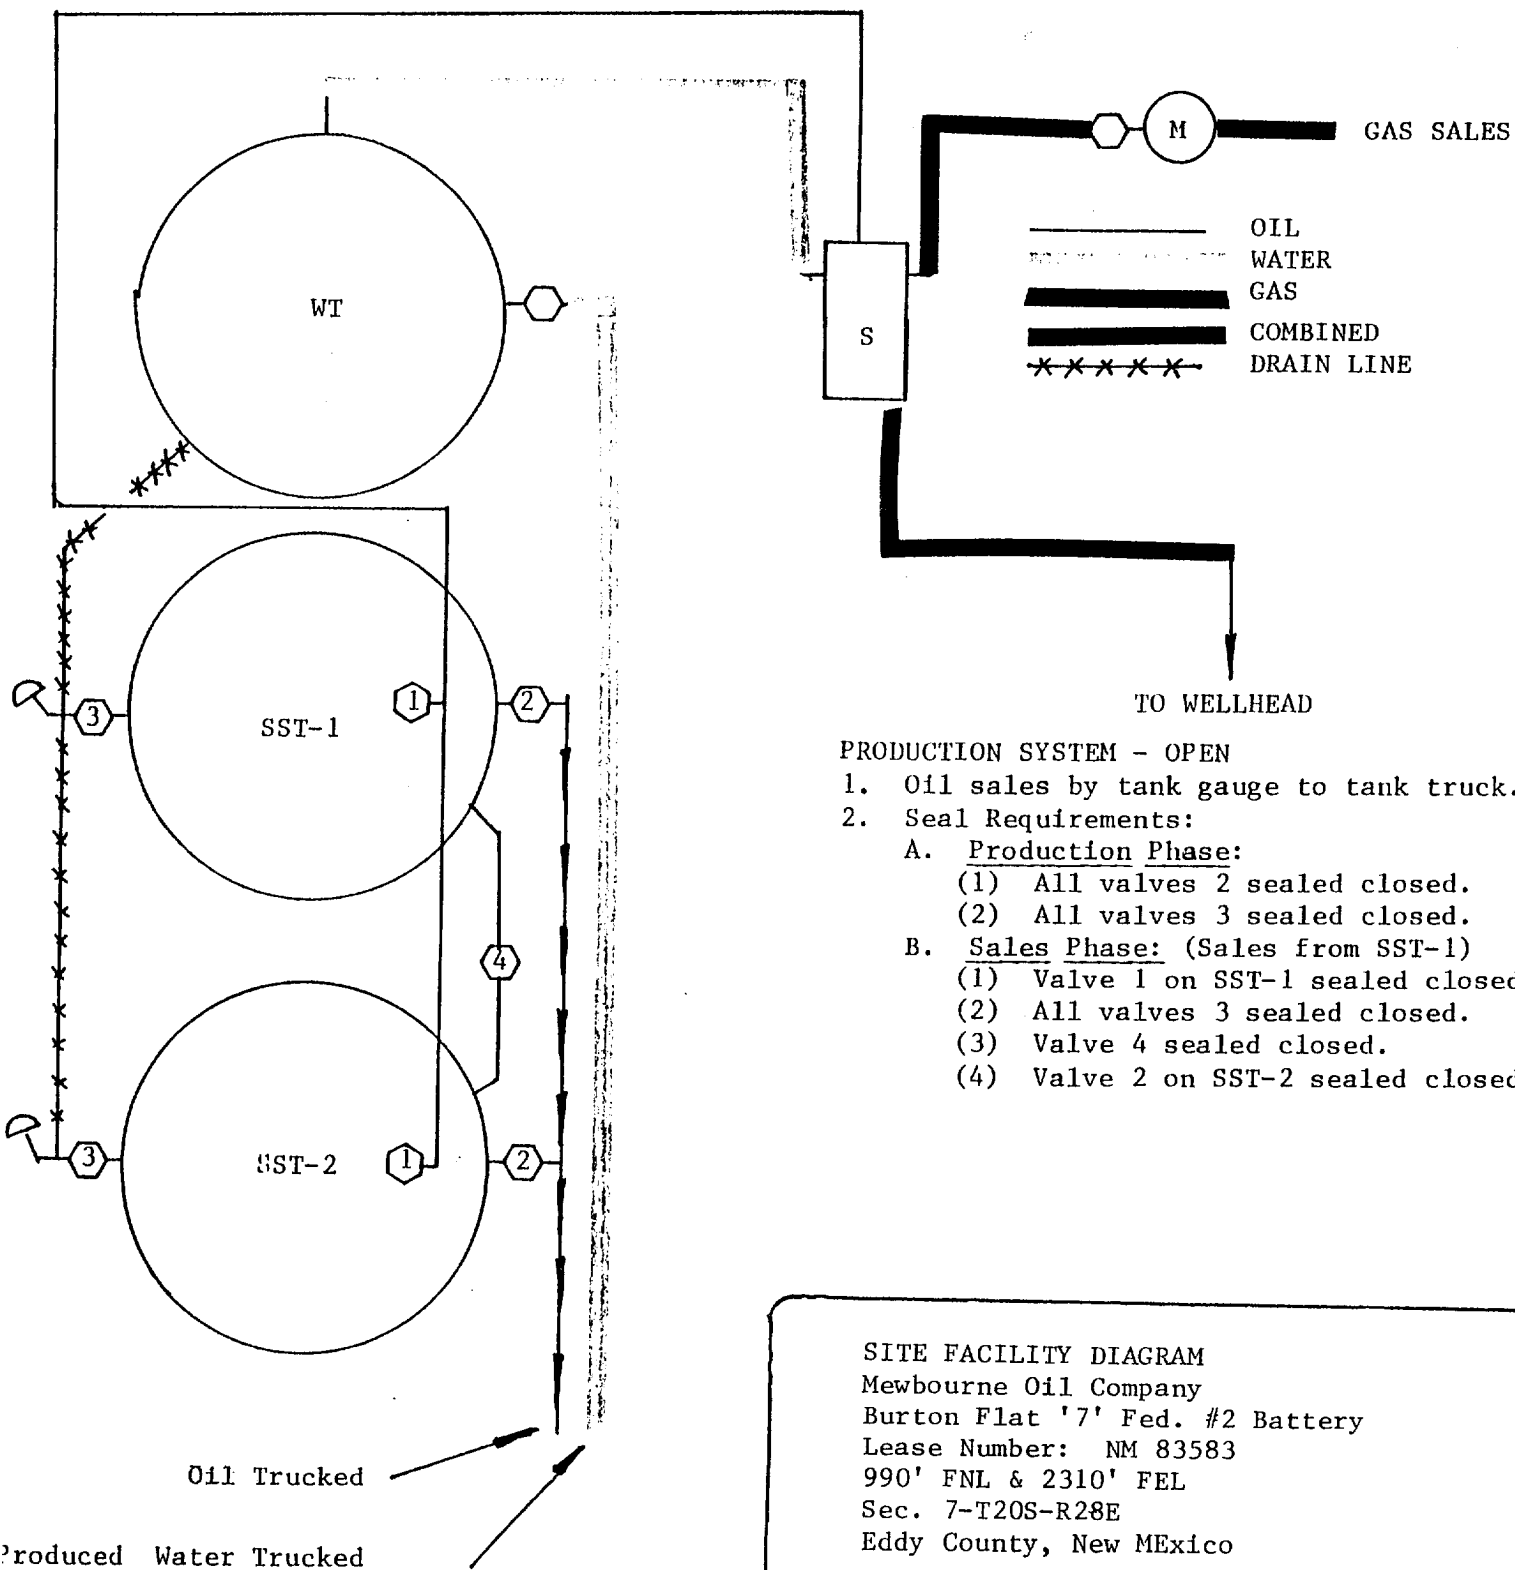 M
GAS SALES
OIL
WATER
GAS
COMBINED
DRAIN LINE
WT
S
TO WELLHEAD
SST-1
1
2
3
4
SST-2
1
2
3
PRODUCTION SYSTEM - OPEN
1. Oil sales by tank gauge to tank truck.
2. Seal Requirements:
A. Production Phase:
(1) All valves 2 sealed closed.
(2) All valves 3 sealed closed.
B. Sales Phase: (Sales from SST-1)
(1) Valve 1 on SST-1 sealed closed
(2) All valves 3 sealed closed.
(3) Valve 4 sealed closed.
(4) Valve 2 on SST-2 sealed closed
Oil Trucked
Produced Water Trucked
SITE FACILITY DIAGRAM
Mewbourne Oil Company
Burton Flat '7' Fed. #2 Battery
Lease Number: NM 83583
990' FNL & 2310' FEL
Sec. 7-T20S-R28E
Eddy County, New MExico